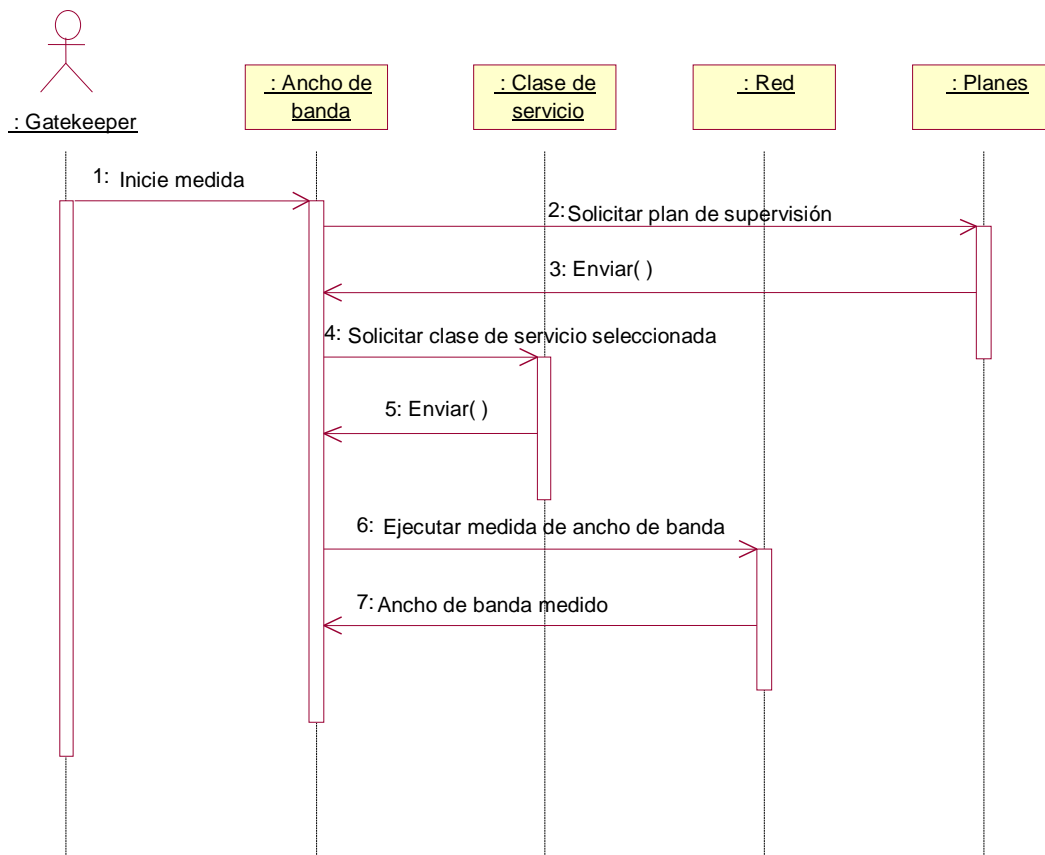 : Gatekeeper
: Ancho de
banda
: Clase de
servicio
: Red
: Planes
1: Inicie medida
2: Solicitar plan de supervisión
3: Enviar( )
4: Solicitar clase de servicio seleccionada
5: Enviar( )
6: Ejecutar medida de ancho de banda
7: Ancho de banda medido